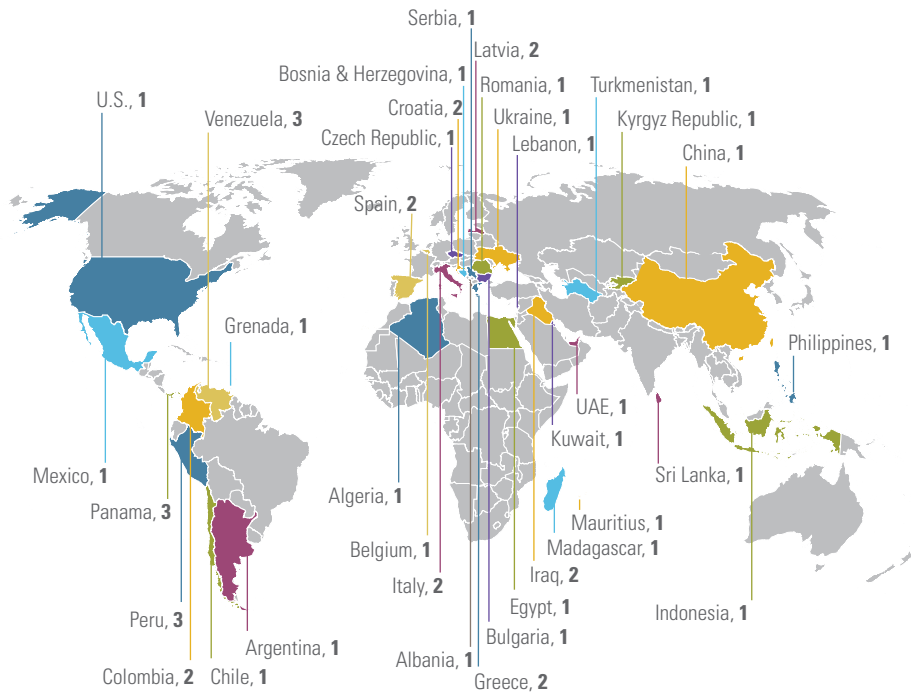 Serbia, 1
Latvia, 2
Bosnia & Herzegovina, 1
Romania, 1
Turkmenistan, 1
U.S., 1
Venezuela, 3
Croatia, 2
Ukraine, 1
Kyrgyz Republic, 1
Czech Republic, 1
Lebanon, 1
China, 1
Spain, 2
Grenada, 1
Philippines, 1
UAE, 1
Kuwait, 1
Mexico, 1
Sri Lanka, 1
Algeria, 1
Panama, 3
Mauritius, 1
Belgium, 1
Madagascar, 1
Italy, 2
Iraq, 2
Egypt, 1
Indonesia, 1
Peru, 3
Bulgaria, 1
Argentina, 1
Albania, 1
Colombia, 2
Chile, 1
Greece, 2